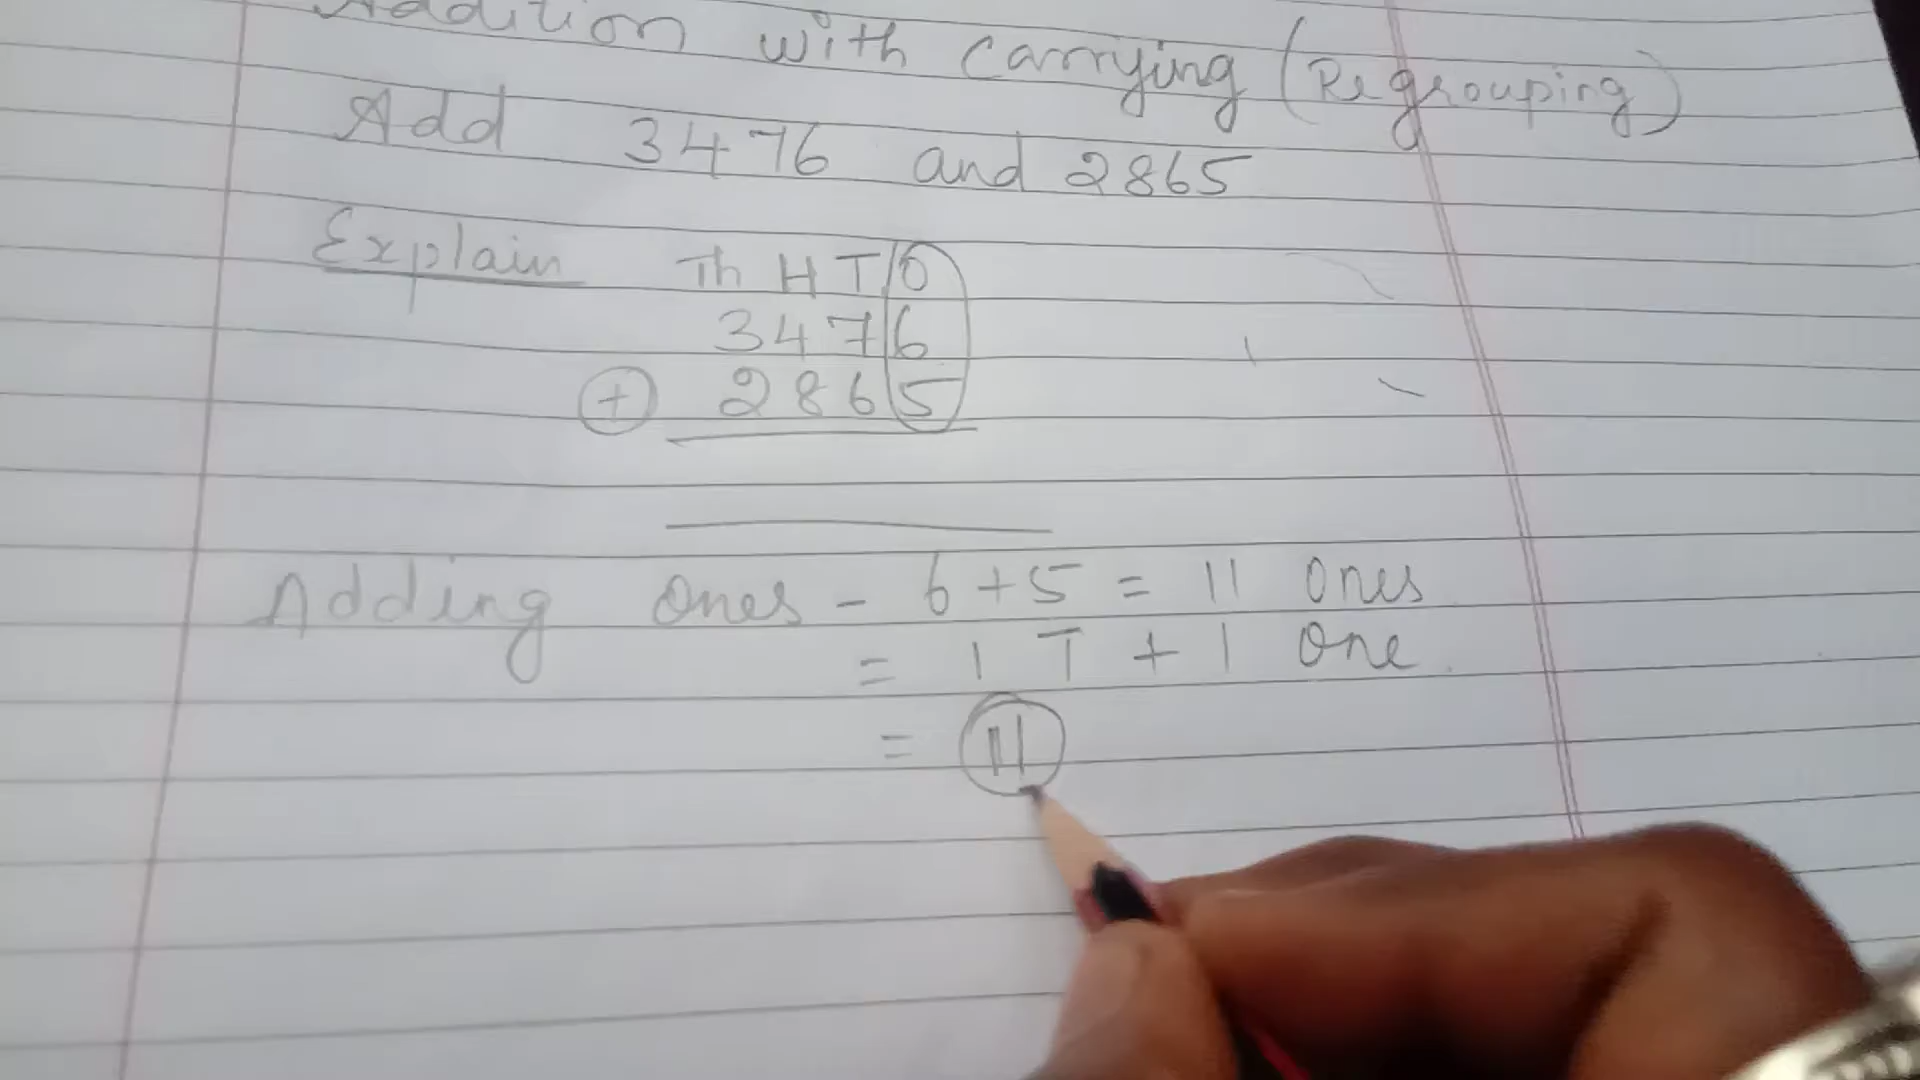 Addition with Carrying (Regrouping)
Add 3476 and 2865
Explain Th H T O
3476
+ 2865
Adding ones - 6+5 = 11 Ones
= 1 T + 1 One.
= 11